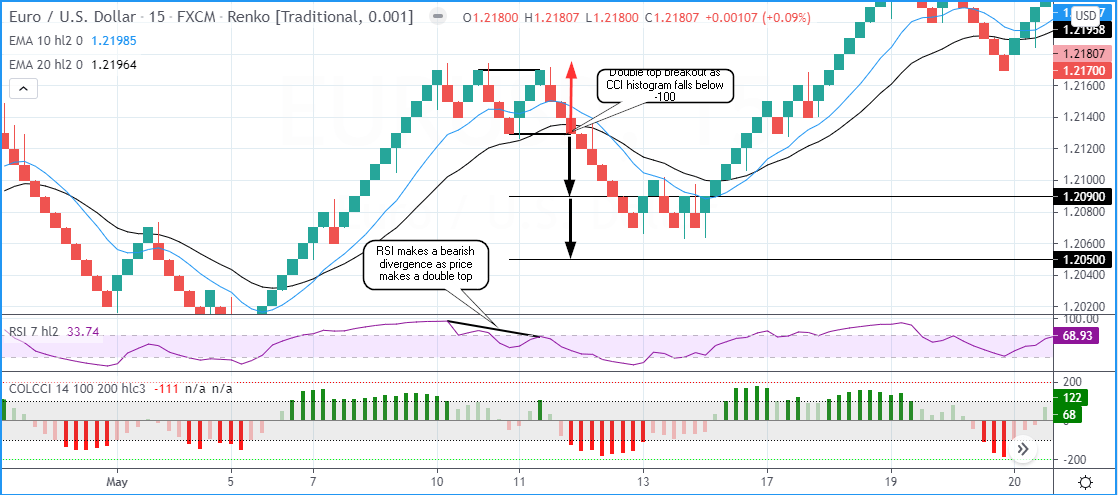 Euro / U.S. Dollar · 15 · FXCM · Renko [Traditional, 0.001] O1.21800 H1.21807 L1.21800 C1.21807 +0.00107 (+0.09%)
EMA 10 hl2 0 1.21985
EMA 20 hl2 0 1.21964
USD
1.21958
1.21807
1.21700
1.21600
1.21400
1.21200
1.21000
1.20900
1.20800
1.20600
1.20500
1.20400
1.20200
Double top breakout as
CCI histogram falls below
-100
RSI makes a bearish
divergence as price
makes a double top
RSI 7 hl2 33.74
100.00
68.93
COLCCI 14 100 200 hlc3 -111 n/a n/a
200
122
68
0
-200
May 5 7 10 11 13 17 19 20